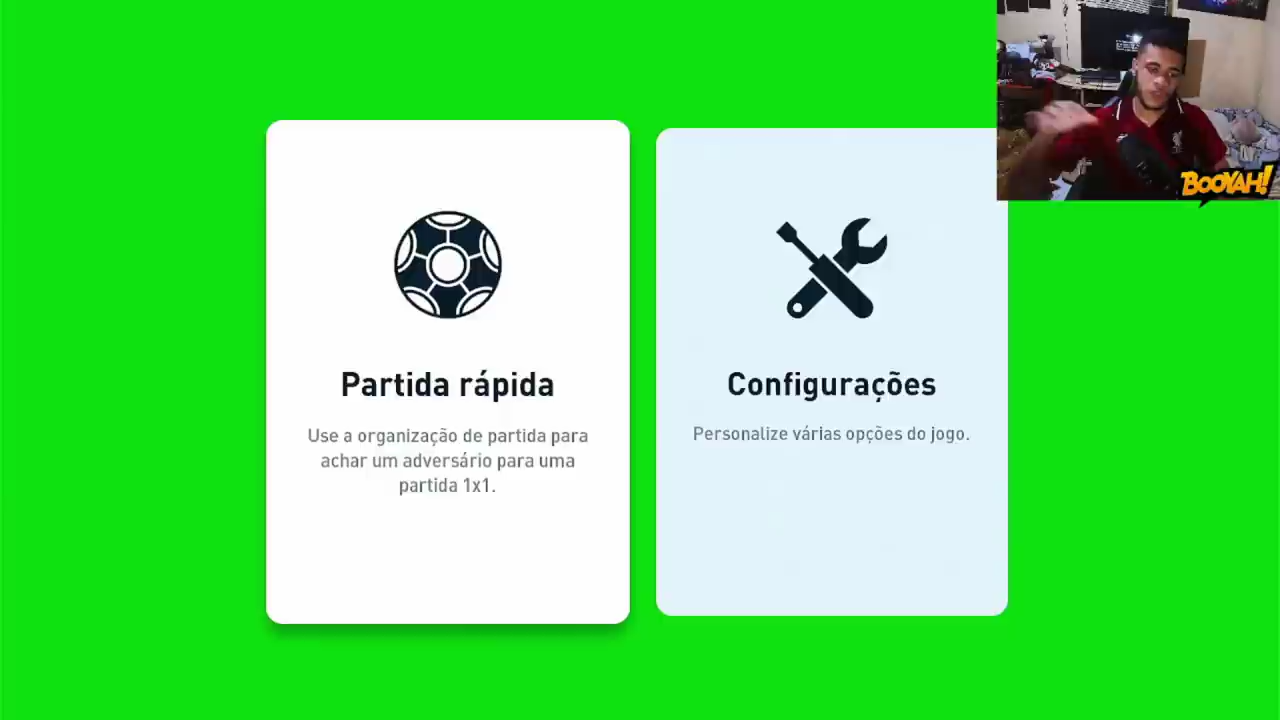 Partida rápida
Use a organização de partida para
achar um adversário para uma
partida 1x1.
Configurações
Personalize várias opções do jogo.
BOOYAH!